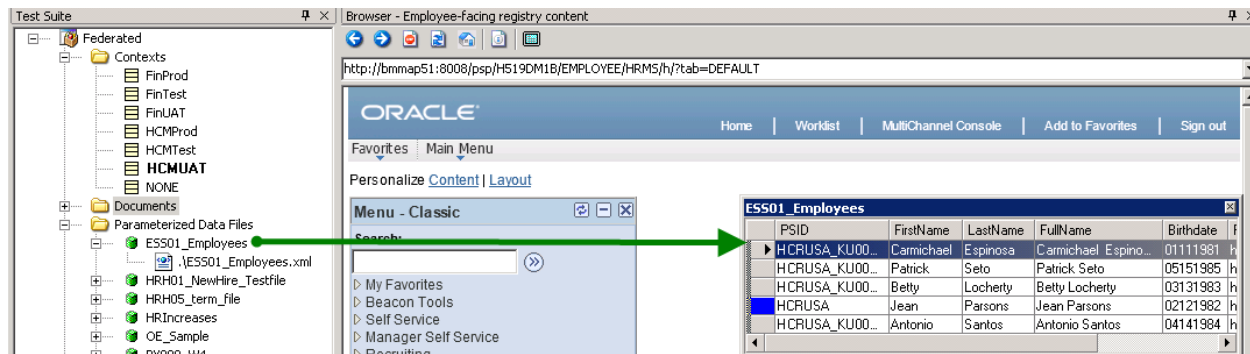 Test Suite
Federated
Contexts
FinProd
FinTest
FinUAT
HCMProd
HCMTest
HCMUAT
NONE
Documents
Parameterized Data Files
ESS01_Employees
.\ESS01_Employees.xml
HRH01_NewHire_Testfile
HRH05_term_file
HRIncreases
OE_Sample
Browser - Employee-facing registry content
http://bmmap51:8008/psp/H519DM1B/EMPLOYEE/HRMS/h/?tab=DEFAULT
ORACLE
Home | Worklist | MultiChannel Console | Add to Favorites | Sign out
Favorites Main Menu
Personalize Content | Layout
Menu - Classic
Search:
My Favorites
Beacon Tools
Self Service
Manager Self Service
Recruiting
ESS01_Employees
PSID FirstName LastName FullName Birthdate
HCRUSA_KU00... Carmichael Espinosa Carmichael Espino... 01111981 h
HCRUSA_KU00... Patrick Seto Patrick Seto 05151985 h
HCRUSA_KU00... Betty Locherty Betty Locherty 03131983 h
HCRUSA Jean Parsons Jean Parsons 02121982 h
HCRUSA_KU00... Antonio Santos Antonio Santos 04141984 h